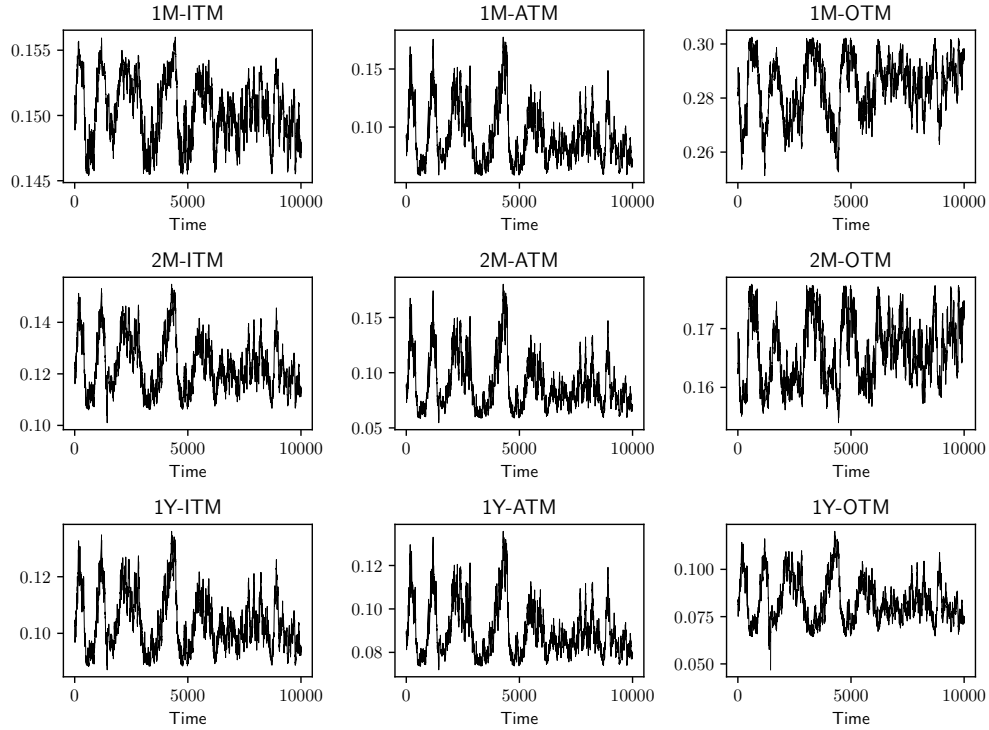 1M-ITM 1M-ATM 1M-OTM
0.155 0.150 0.145
0.15 0.10
0.30 0.28 0.26
0 5000 10000 0 5000 10000 0 5000 10000
Time Time Time
2M-ITM 2M-ATM 2M-OTM
0.14 0.12 0.10
0.15 0.10 0.05
0.17 0.16
0 5000 10000 0 5000 10000 0 5000 10000
Time Time Time
1Y-ITM 1Y-ATM 1Y-OTM
0.12 0.10
0.12 0.10 0.08
0.100 0.075 0.050
0 5000 10000 0 5000 10000 0 5000 10000
Time Time Time